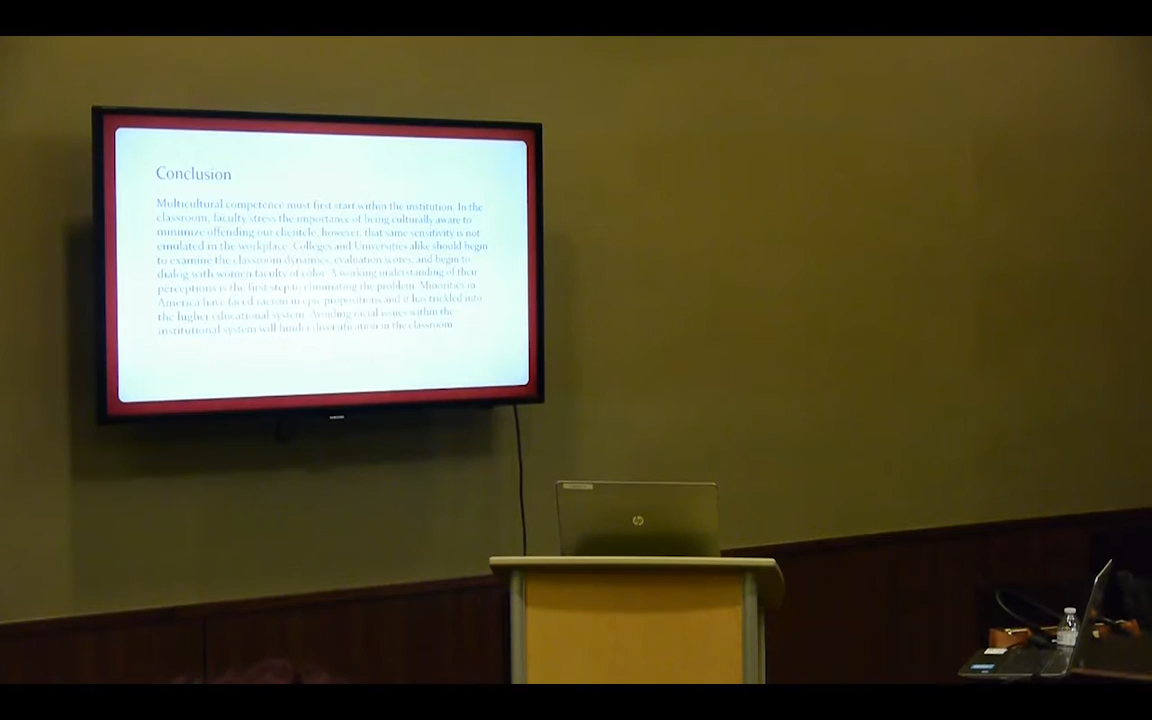 Conclusion
Multicultural competence must first start within the institution. In the
classroom, faculty stress the importance of being culturally aware to
minimize offending our clientele, however, that same sensitivity is not
emulated in the workplace. Colleges and Universities alike should begin
to examine the classroom dynamics, evaluation scores, and begin to
dialog with women faculty of color. A working understanding of their
perceptions is the first step to eliminating the problem. Minorities in
America have faced racism in epic propositions and it has trickled into
the higher educational system. Avoiding racial issues within the
institutional system will hinder diversification in the classroom.
SAMSUNG
hp